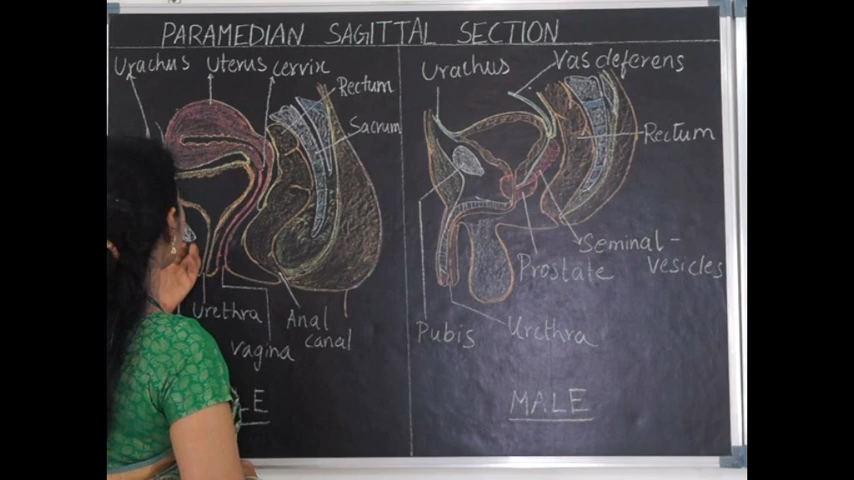 PARAMEDIAN SAGITTAL SECTION
Urachus
Uterus
Cervix
Rectum
Sacrum
Urethra
Vagina
Anal
canal
LE
Urachus
Vas deferens
Rectum
Seminal-
vesicles
Prostate
Pubis
Urethra
MALE